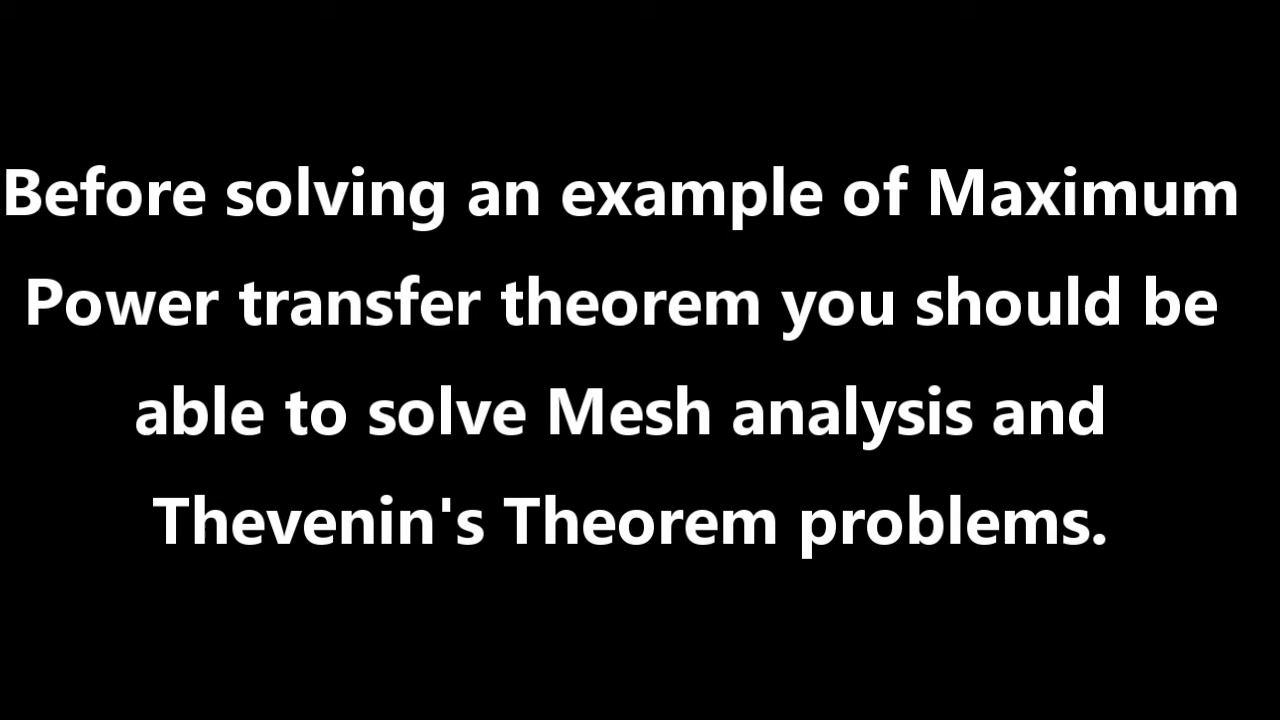 Before solving an example of Maximum
Power transfer theorem you should be
able to solve Mesh analysis and
Thevenin's Theorem problems.